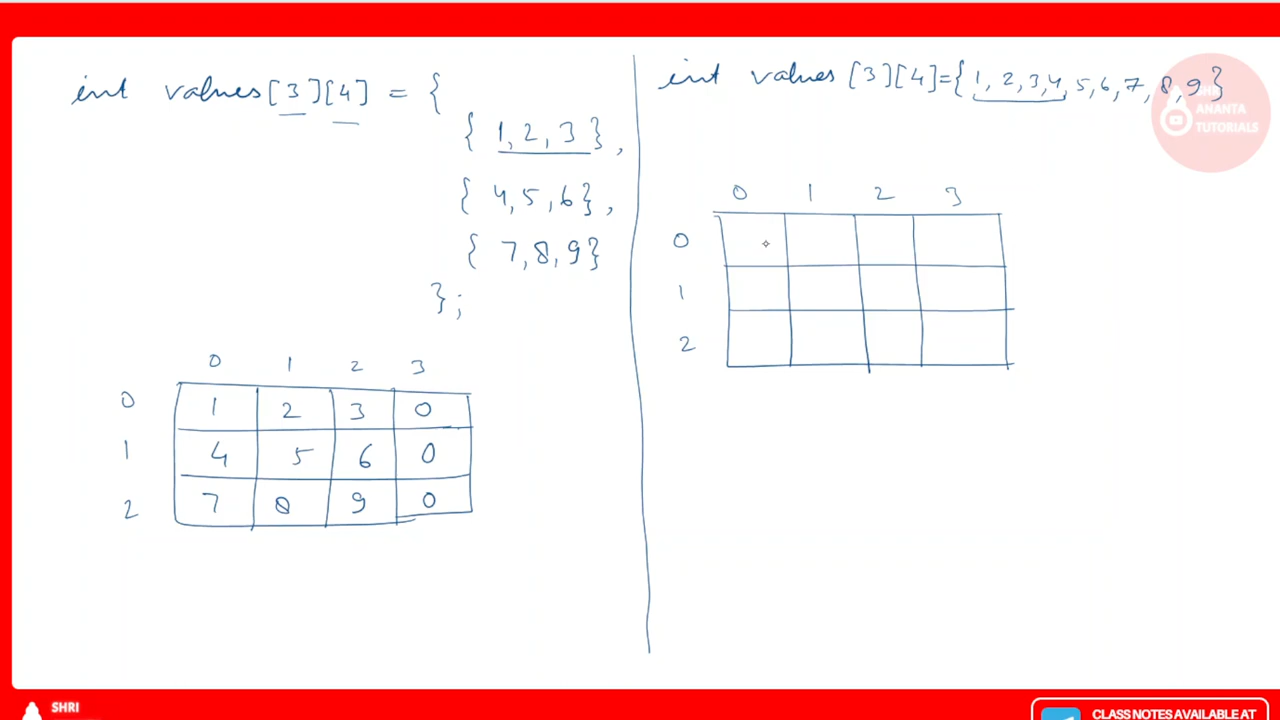 int values[3][4] = {
{ 1, 2, 3 },
{ 4, 5, 6 },
{ 7, 8, 9 }
};
0 1 2 3
0 1 2 3 0
1 4 5 6 0
2 7 8 9 0
int values [3][4]={ 1, 2, 3, 4, 5, 6, 7, 8, 9 }
0 1 2 3
0
1
2
SHRI
ANANTA
TUTORIALS
SHRI
CLASS NOTES AVAILABLE AT